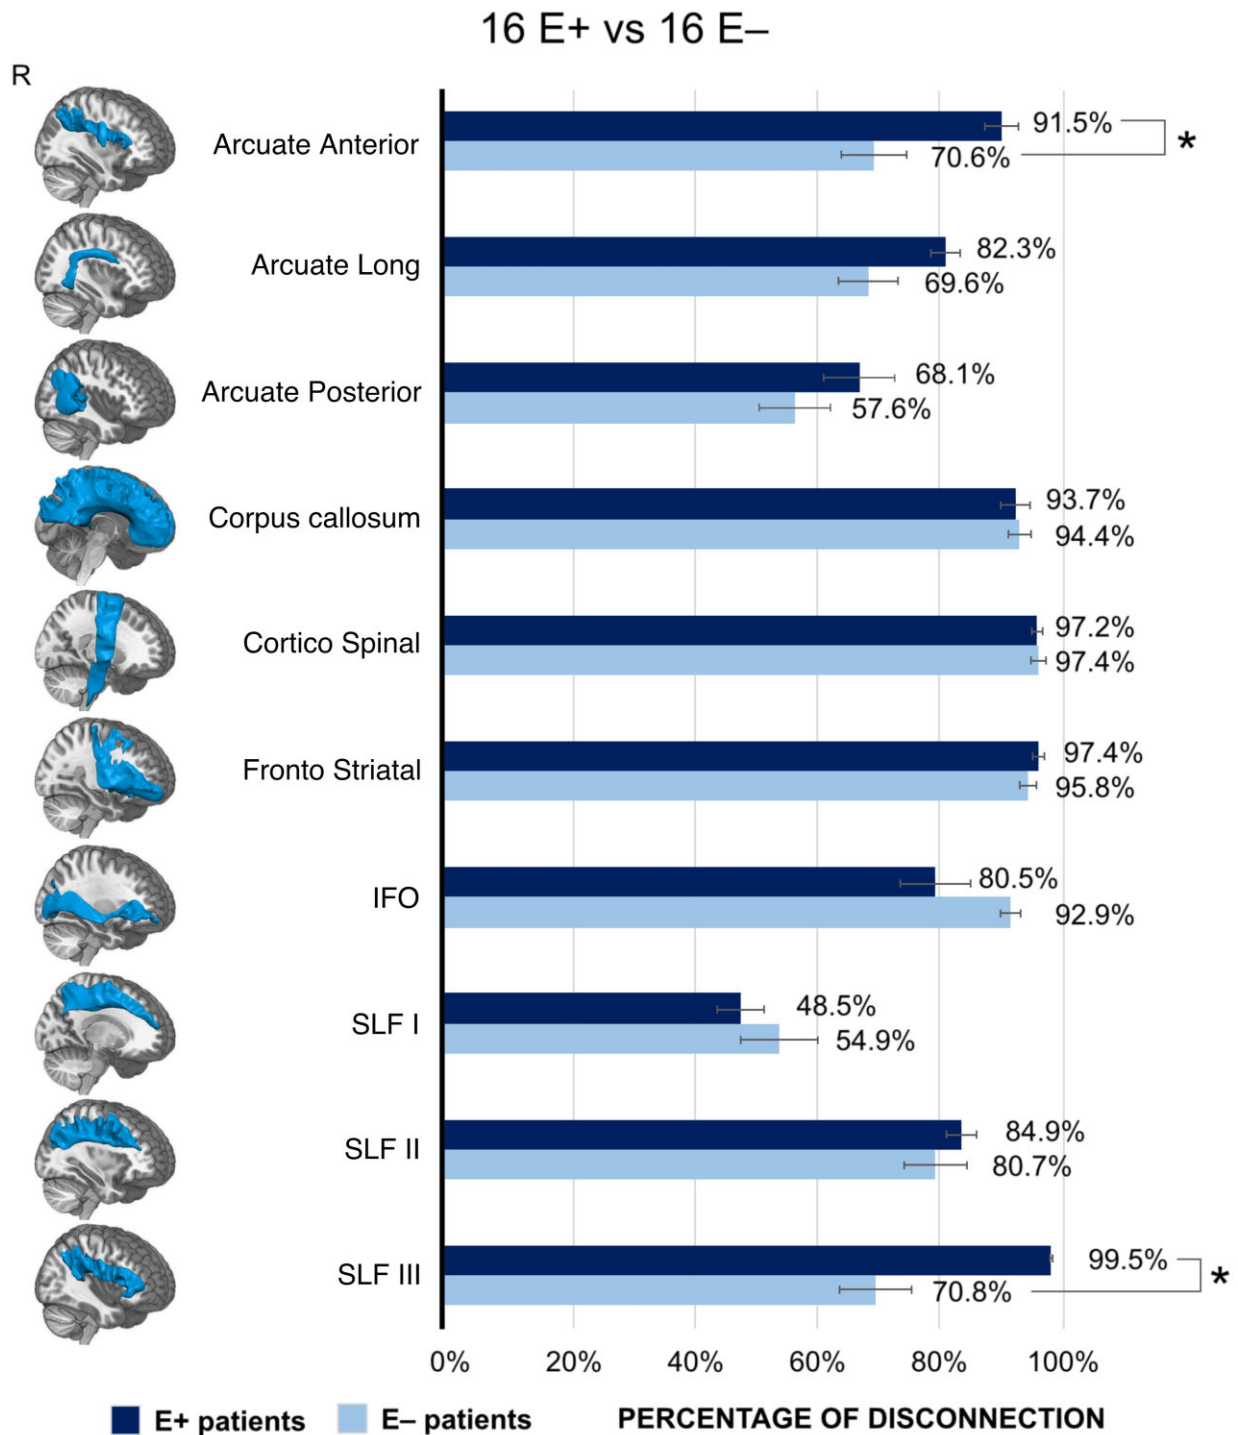 16 E+ vs 16 E–
R
Arcuate Anterior
91.5%
70.6%
*
Arcuate Long
82.3%
69.6%
Arcuate Posterior
68.1%
57.6%
Corpus callosum
93.7%
94.4%
Cortico Spinal
97.2%
97.4%
Fronto Striatal
97.4%
95.8%
IFO
80.5%
92.9%
SLF I
48.5%
54.9%
SLF II
84.9%
80.7%
SLF III
99.5%
70.8%
*
0% 20% 40% 60% 80% 100%
E+ patients E– patients PERCENTAGE OF DISCONNECTION